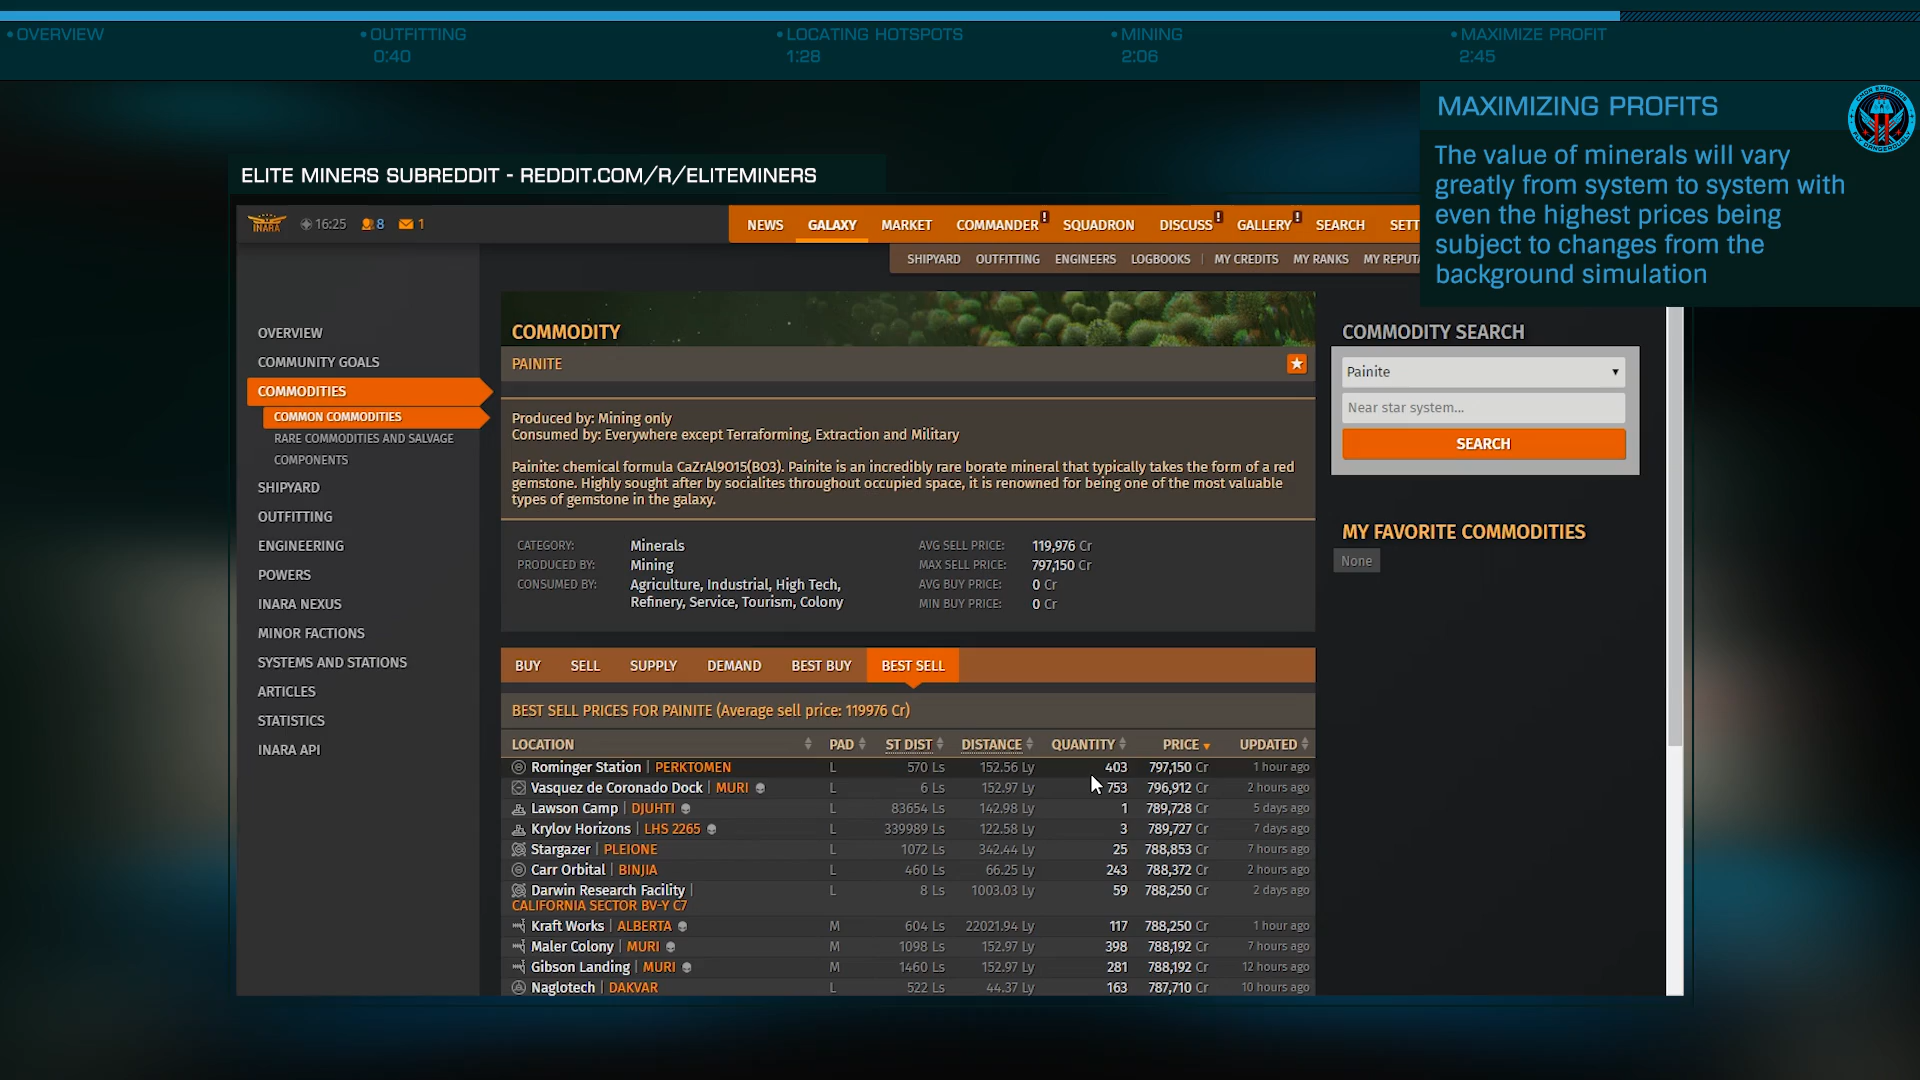 • OVERVIEW
• OUTFITTING
0:40
• LOCATING HOTSPOTS
1:28
• MINING
2:06
• MAXIMIZE PROFIT
2:45
MAXIMIZING PROFITS
The value of minerals will vary
greatly from system to system with
even the highest prices being
subject to changes from the
background simulation
ELITE MINERS SUBREDDIT - REDDIT.COM/R/ELITEMINERS
INARA 16:25 8 1
NEWS GALAXY MARKET COMMANDER! SQUADRON DISCUSS! GALLERY! SEARCH SETT
SHIPYARD OUTFITTING ENGINEERS LOGBOOKS | MY CREDITS MY RANKS MY REPUTA
OVERVIEW
COMMUNITY GOALS
COMMODITIES
COMMON COMMODITIES
RARE COMMODITIES AND SALVAGE
COMPONENTS
SHIPYARD
OUTFITTING
ENGINEERING
POWERS
INARA NEXUS
MINOR FACTIONS
SYSTEMS AND STATIONS
ARTICLES
STATISTICS
INARA API
COMMODITY
PAINITE
Produced by: Mining only
Consumed by: Everywhere except Terraforming, Extraction and Military
Painite: chemical formula CaZrAl9O15(BO3). Painite is an incredibly rare borate mineral that typically takes the form of a red
gemstone. Highly sought after by socialites throughout occupied space, it is renowned for being one of the most valuable
types of gemstone in the galaxy.
CATEGORY: Minerals
PRODUCED BY: Mining
CONSUMED BY: Agriculture, Industrial, High Tech,
Refinery, Service, Tourism, Colony
AVG SELL PRICE: 119,976 Cr
MAX SELL PRICE: 797,150 Cr
AVG BUY PRICE: 0 Cr
MIN BUY PRICE: 0 Cr
BUY SELL SUPPLY DEMAND BEST BUY BEST SELL
BEST SELL PRICES FOR PAINITE (Average sell price: 119976 Cr)
LOCATION PAD ST DIST DISTANCE QUANTITY PRICE UPDATED
Rominger Station | PERKTOMEN L 570 Ls 152.56 Ly 403 797,150 Cr 1 hour ago
Vasquez de Coronado Dock | MURI L 6 Ls 152.97 Ly 753 796,912 Cr 2 hours ago
Lawson Camp | DJUHTI L 83654 Ls 142.98 Ly 1 789,728 Cr 5 days ago
Krylov Horizons | LHS 2265 L 339989 Ls 122.58 Ly 3 789,727 Cr 7 days ago
Stargazer | PLEIONE L 1072 Ls 342.44 Ly 25 788,853 Cr 7 hours ago
Carr Orbital | BINJIA L 460 Ls 66.25 Ly 243 788,372 Cr 2 hours ago
Darwin Research Facility | L 8 Ls 1003.03 Ly 59 788,250 Cr 2 days ago
CALIFORNIA SECTOR BV-Y C7
Kraft Works | ALBERTA M 604 Ls 22021.94 Ly 117 788,250 Cr 1 hour ago
Maler Colony | MURI M 1098 Ls 152.97 Ly 398 788,192 Cr 7 hours ago
Gibson Landing | MURI M 1460 Ls 152.97 Ly 281 788,192 Cr 12 hours ago
Naglotech | DAKVAR L 522 Ls 44.37 Ly 163 787,710 Cr 10 hours ago
COMMODITY SEARCH
Painite
Near star system...
SEARCH
MY FAVORITE COMMODITIES
None